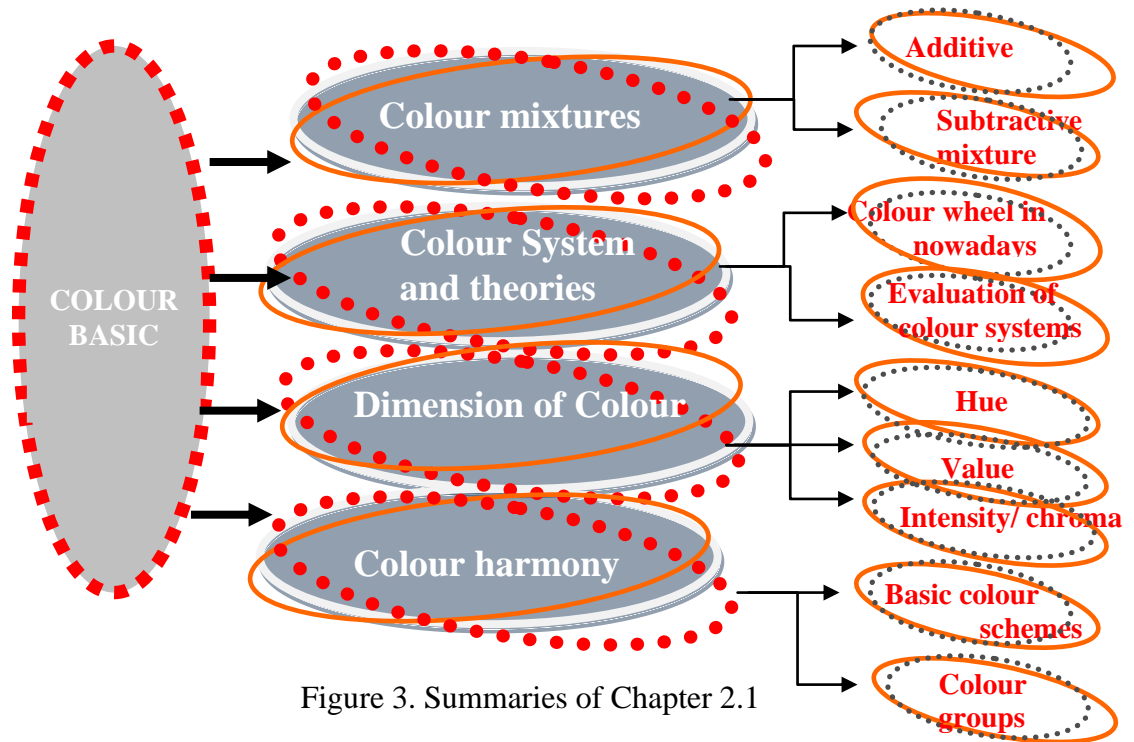 COLOUR
BASIC
Colour mixtures
Additive
Subtractive
mixture
Colour System
and theories
Colour wheel in
nowadays
Evaluation of
colour systems
Dimension of Colour
Hue
Value
Intensity/ chroma
Colour harmony
Basic colour
schemes
Colour
groups
Figure 3. Summaries of Chapter 2.1